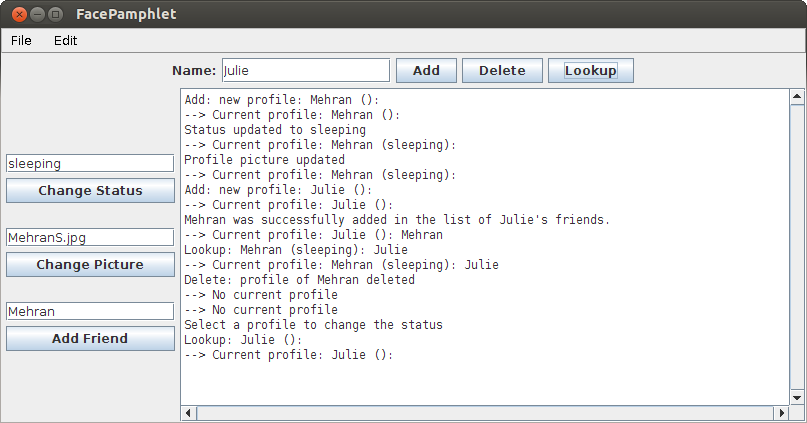 FacePamphlet
File Edit
Name: Julie Add Delete Lookup
sleeping
Change Status
MehranS.jpg
Change Picture
Mehran
Add Friend
Add: new profile: Mehran ():
--> Current profile: Mehran ():
Status updated to sleeping
--> Current profile: Mehran (sleeping):
Profile picture updated
--> Current profile: Mehran (sleeping):
Add: new profile: Julie ():
--> Current profile: Julie ():
Mehran was successfully added in the list of Julie's friends.
--> Current profile: Julie (): Mehran
Lookup: Mehran (sleeping): Julie
--> Current profile: Mehran (sleeping): Julie
Delete: profile of Mehran deleted
--> No current profile
--> No current profile
Select a profile to change the status
Lookup: Julie ():
--> Current profile: Julie ():